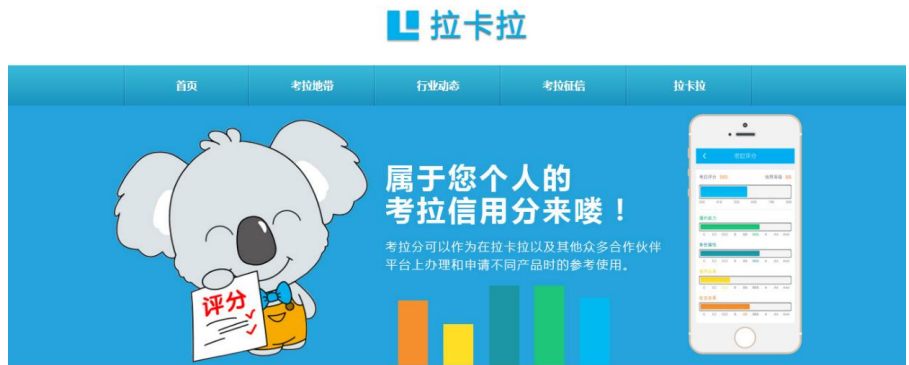 拉卡拉
首页 考拉地带 行业动态 考拉征信 拉卡拉
属于您个人的
考拉信用分来喽！
考拉分可以作为在拉卡拉以及其他众多合作伙伴
平台上办理和申请不同产品时的参考使用。
评分
考拉评分
考拉评分